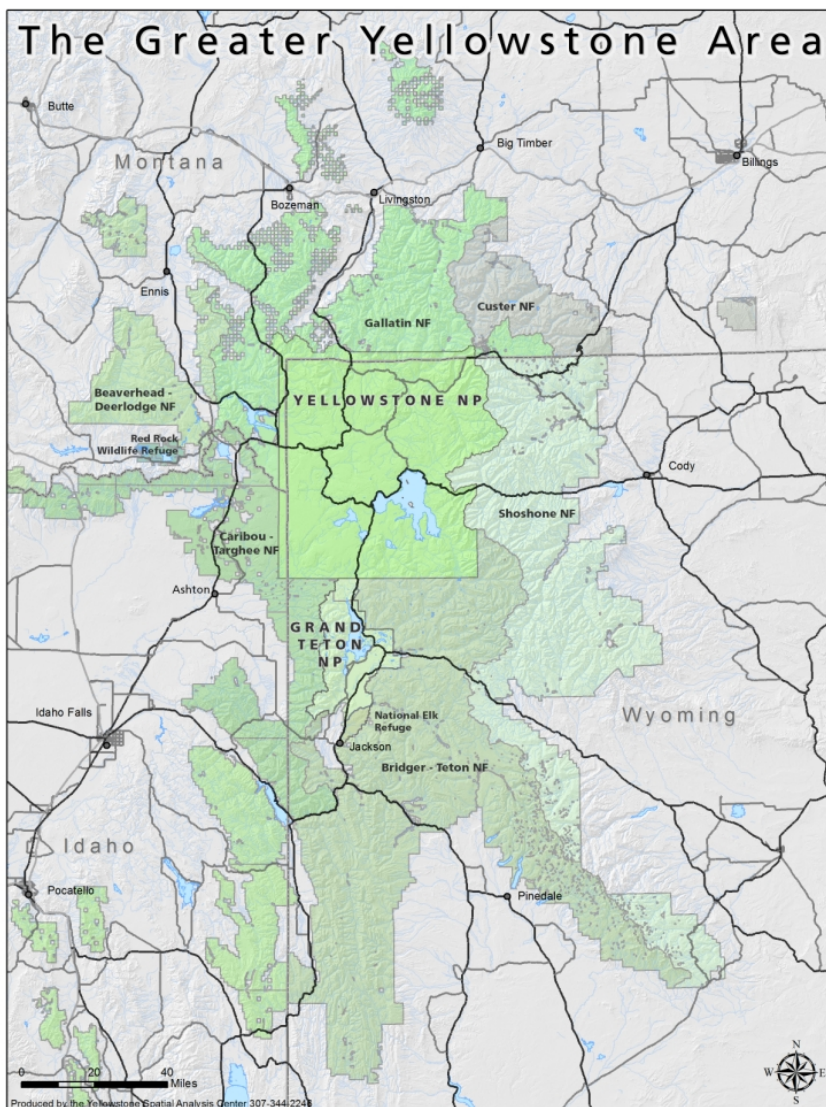 The Greater Yellowstone Area
Butte
Big Timber
Billings
Montana
Bozeman
Livingston
Ennis
Custer NF
Gallatin NF
Beaverhead -
Deerlodge NF
YELLOWSTONE NP
Red Rock
Wildlife Refuge
Cody
Shoshone NF
Caribou -
Targhee NF
Ashton
GRAND
TETON
NP
Idaho Falls
National Elk
Refuge
Wyoming
Jackson
Bridger - Teton NF
Idaho
Pocatello
Pinedale
N
W E
S
0 20 40
Miles
Produced by the Yellowstone Spatial Analysis Center 307-344-2246